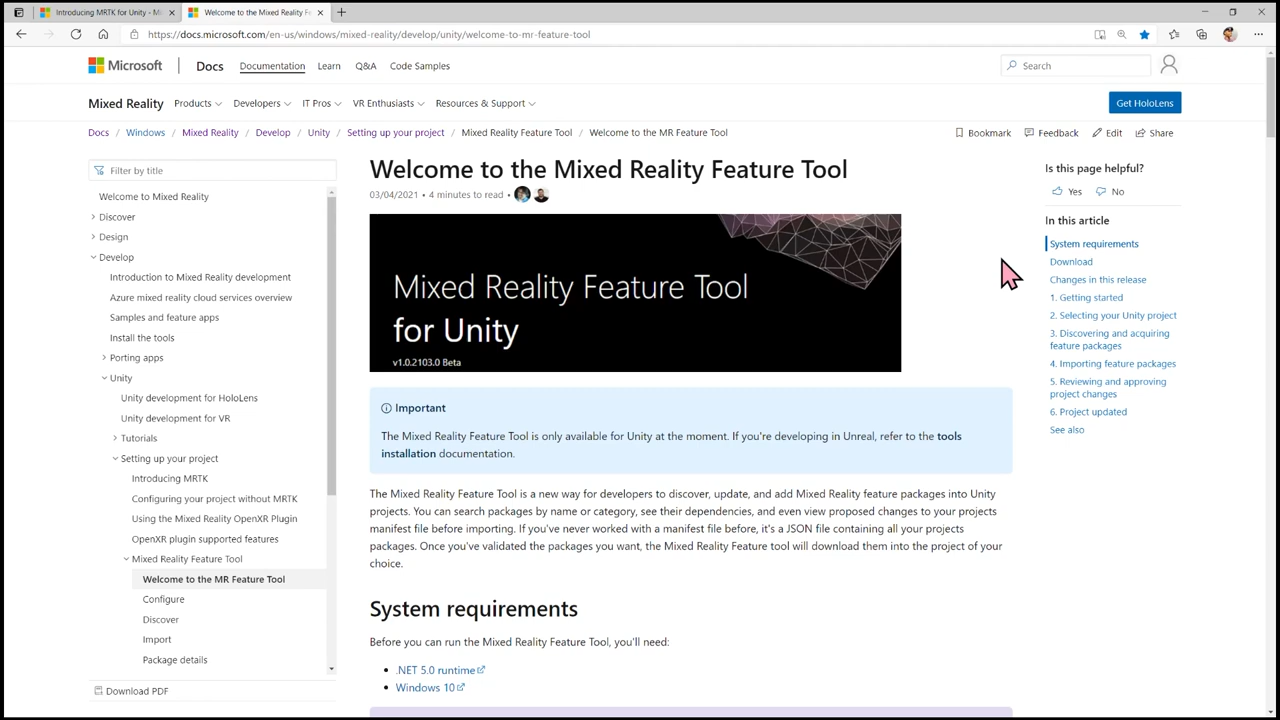 Introducing MRTK for Unity - Mi
Welcome to the Mixed Reality Fe
https://docs.microsoft.com/en-us/windows/mixed-reality/develop/unity/welcome-to-mr-feature-tool
Microsoft
Docs
Documentation
Learn
Q&A
Code Samples
Search
Mixed Reality
Products
Developers
IT Pros
VR Enthusiasts
Resources & Support
Get HoloLens
Docs / Windows / Mixed Reality / Develop / Unity / Setting up your project / Mixed Reality Feature Tool / Welcome to the MR Feature Tool
Bookmark
Feedback
Edit
Share
Filter by title
Welcome to Mixed Reality
Discover
Design
Develop
Introduction to Mixed Reality development
Azure mixed reality cloud services overview
Samples and feature apps
Install the tools
Porting apps
Unity
Unity development for HoloLens
Unity development for VR
Tutorials
Setting up your project
Introducing MRTK
Configuring your project without MRTK
Using the Mixed Reality OpenXR Plugin
OpenXR plugin supported features
Mixed Reality Feature Tool
Welcome to the MR Feature Tool
Configure
Discover
Import
Package details
Download PDF
Welcome to the Mixed Reality Feature Tool
03/04/2021 • 4 minutes to read •
Mixed Reality Feature Tool
for Unity
v1.0.2103.0 Beta
Important
The Mixed Reality Feature Tool is only available for Unity at the moment. If you're developing in Unreal, refer to the tools
installation documentation.
The Mixed Reality Feature Tool is a new way for developers to discover, update, and add Mixed Reality feature packages into Unity
projects. You can search packages by name or category, see their dependencies, and even view proposed changes to your projects
manifest file before importing. If you've never worked with a manifest file before, it's a JSON file containing all your projects
packages. Once you've validated the packages you want, the Mixed Reality Feature tool will download them into the project of your
choice.
System requirements
Before you can run the Mixed Reality Feature Tool, you'll need:
• .NET 5.0 runtime
• Windows 10
Is this page helpful?
Yes
No
In this article
System requirements
Download
Changes in this release
1. Getting started
2. Selecting your Unity project
3. Discovering and acquiring
feature packages
4. Importing feature packages
5. Reviewing and approving
project changes
6. Project updated
See also